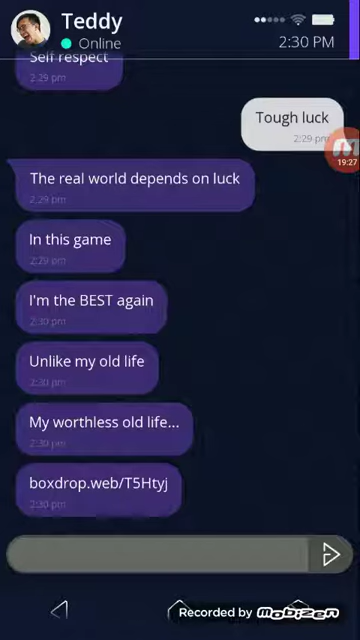 Teddy
Online
2:30 PM
Self respect
2:29 pm
Tough luck
2:29 pm
19:27
The real world depends on luck
2:29 pm
In this game
2:29 pm
I'm the BEST again
2:30 pm
Unlike my old life
2:30 pm
My worthless old life...
2:30 pm
boxdrop.web/T5Htyj
2:30 pm
Recorded by Mobizen